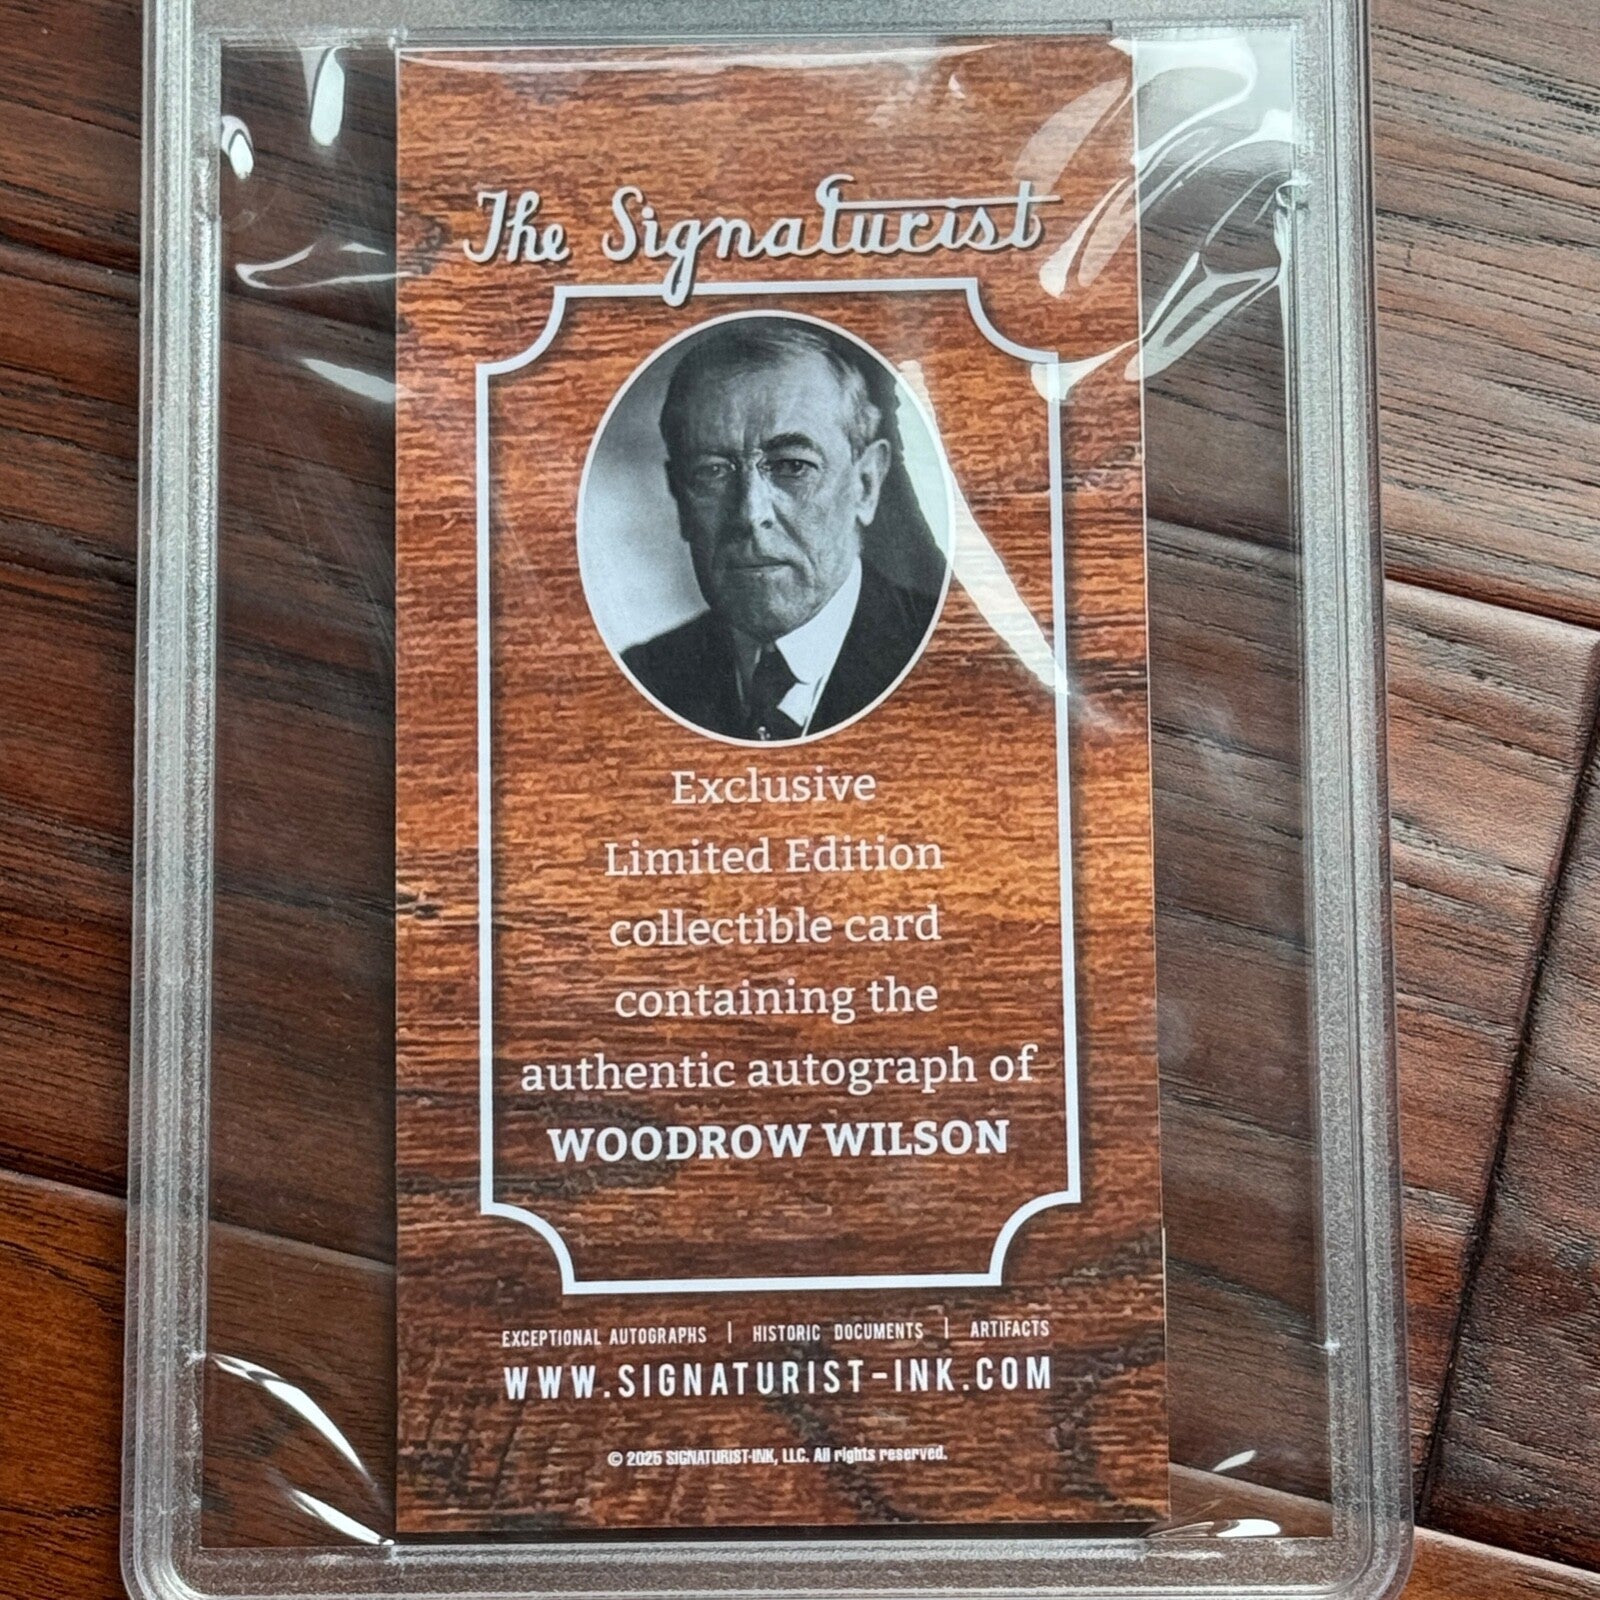 The Signaturist
Exclusive
Limited Edition
collectible card
containing the
authentic autograph of
WOODROW WILSON
EXCEPTIONAL AUTOGRAPHS | HISTORIC DOCUMENTS | ARTIFACTS
WWW.SIGNATURIST-INK.COM
© 2025 SIGNATURIST-INK, LLC. All rights reserved.